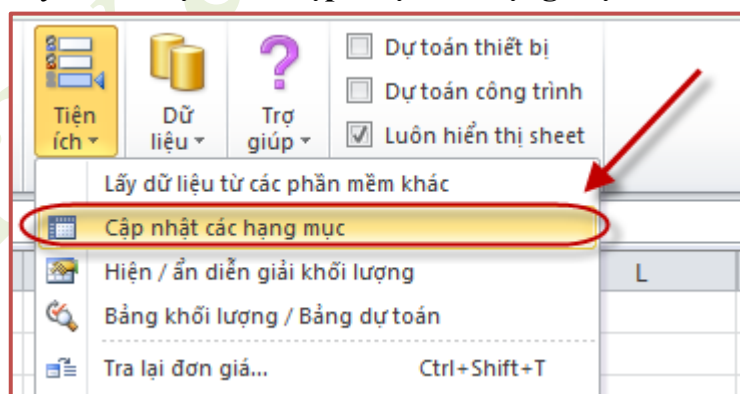 Tiện ích
Dữ liệu
Trợ giúp
Dự toán thiết bị
Dự toán công trình
Luôn hiển thị sheet
Lấy dữ liệu từ các phần mềm khác
Cập nhật các hạng mục
Hiện / ẩn diễn giải khối lượng
L
Bảng khối lượng / Bảng dự toán
Tra lại đơn giá... Ctrl+Shift+T